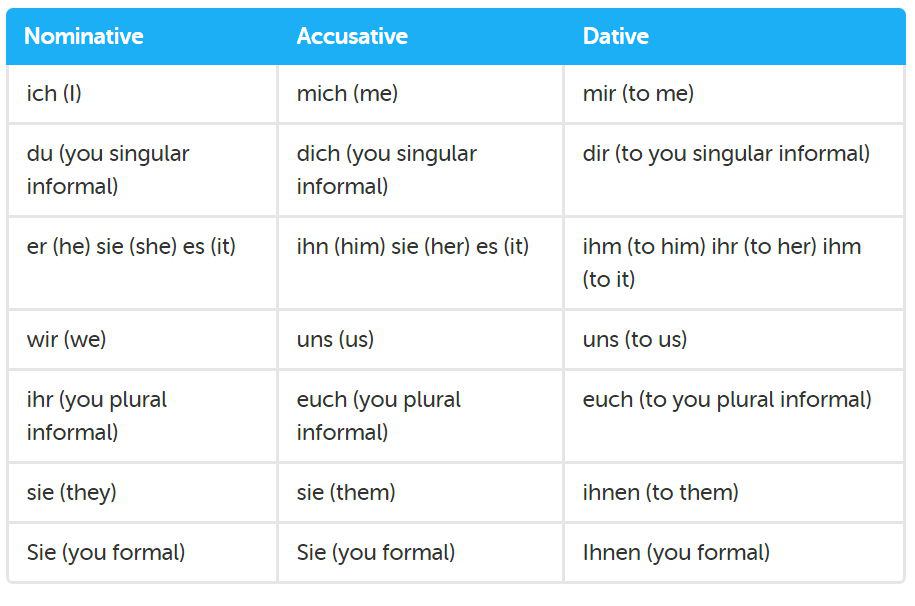 Nominative Accusative Dative
ich (I) mich (me) mir (to me)
du (you singular dich (you singular dir (to you singular informal)
informal) informal)
er (he) sie (she) es (it) ihn (him) sie (her) es (it) ihm (to him) ihr (to her) ihm
(to it)
wir (we) uns (us) uns (to us)
ihr (you plural euch (you plural euch (to you plural informal)
informal) informal)
sie (they) sie (them) ihnen (to them)
Sie (you formal) Sie (you formal) Ihnen (you formal)